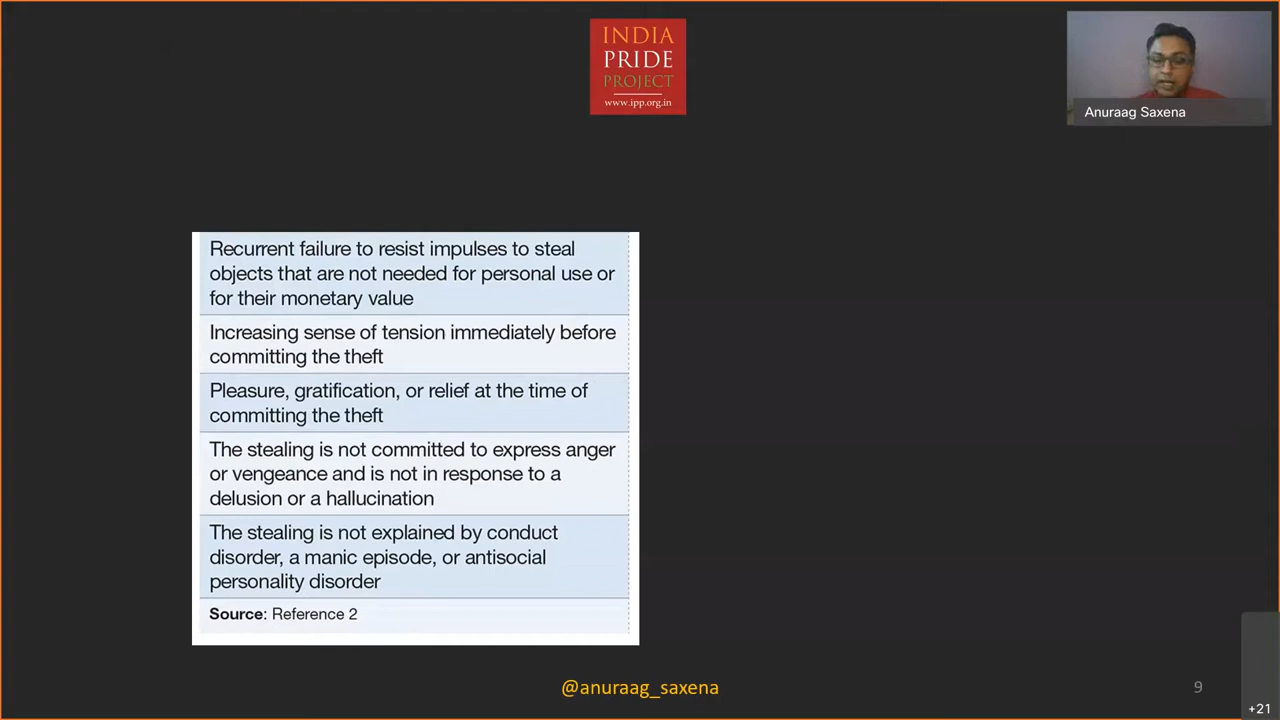 INDIA
PRIDE
PROJECT
www.ipp.org.in
Anuraag Saxena
Recurrent failure to resist impulses to steal
objects that are not needed for personal use or
for their monetary value
Increasing sense of tension immediately before
committing the theft
Pleasure, gratification, or relief at the time of
committing the theft
The stealing is not committed to express anger
or vengeance and is not in response to a
delusion or a hallucination
The stealing is not explained by conduct
disorder, a manic episode, or antisocial
personality disorder
Source: Reference 2
@anuraag_saxena
9
+21